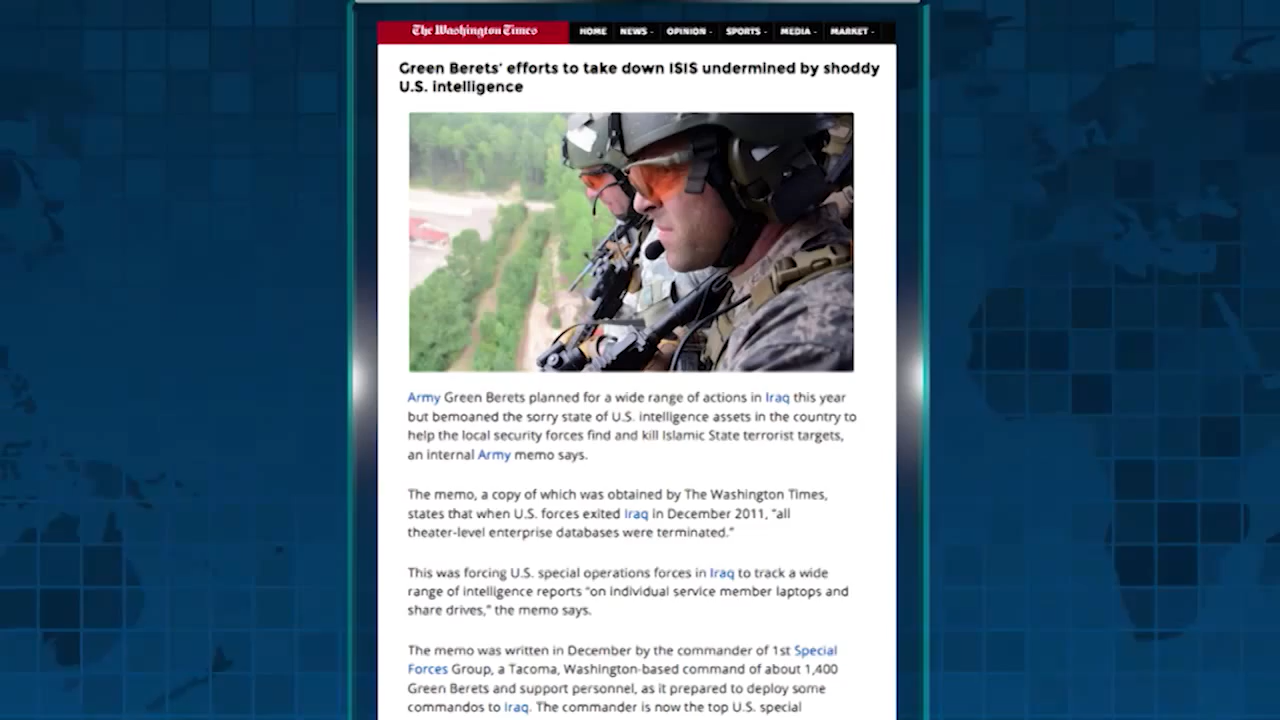 The Washington Times
HOME NEWS OPINION SPORTS MEDIA MARKET
Green Berets' efforts to take down ISIS undermined by shoddy
U.S. intelligence
Army Green Berets planned for a wide range of actions in Iraq this year
but bemoaned the sorry state of U.S. intelligence assets in the country to
help the local security forces find and kill Islamic State terrorist targets,
an internal Army memo says.
The memo, a copy of which was obtained by The Washington Times,
states that when U.S. forces exited Iraq in December 2011, “all
theater-level enterprise databases were terminated.”
This was forcing U.S. special operations forces in Iraq to track a wide
range of intelligence reports “on individual service member laptops and
share drives,” the memo says.
The memo was written in December by the commander of 1st Special
Forces Group, a Tacoma, Washington-based command of about 1,400
Green Berets and support personnel, as it prepared to deploy some
commandos to Iraq. The commander is now the top U.S. special